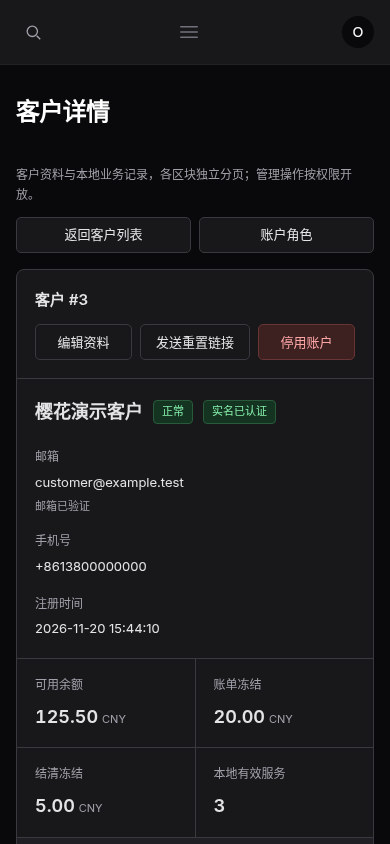 O
客户详情
客户资料与本地业务记录，各区块独立分页；管理操作按权限开
放。
返回客户列表
账户角色
客户 #3
编辑资料
发送重置链接
停用账户
樱花演示客户
正常
实名已认证
邮箱
customer@example.test
邮箱已验证
手机号
+8613800000000
注册时间
2026-11-20 15:44:10
可用余额
账单冻结
125.50 CNY
20.00 CNY
结清冻结
本地有效服务
5.00 CNY
3